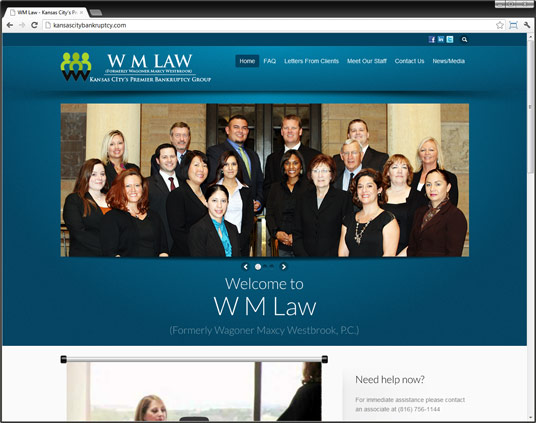 WM Law - Kansas City's P
kansascitybankruptcy.com
W M LAW
(FORMERLY WAGONER MAXCY WESTBROOK)
KANSAS CITY'S PREMIER BANKRUPTCY GROUP
Home FAQ Letters From Clients Meet Our Staff Contact Us News/Media
Welcome to
W M Law
(Formerly Wagoner Maxcy Westbrook, P.C.)
Need help now?
For immediate assistance please contact
an associate at (816) 756-1144